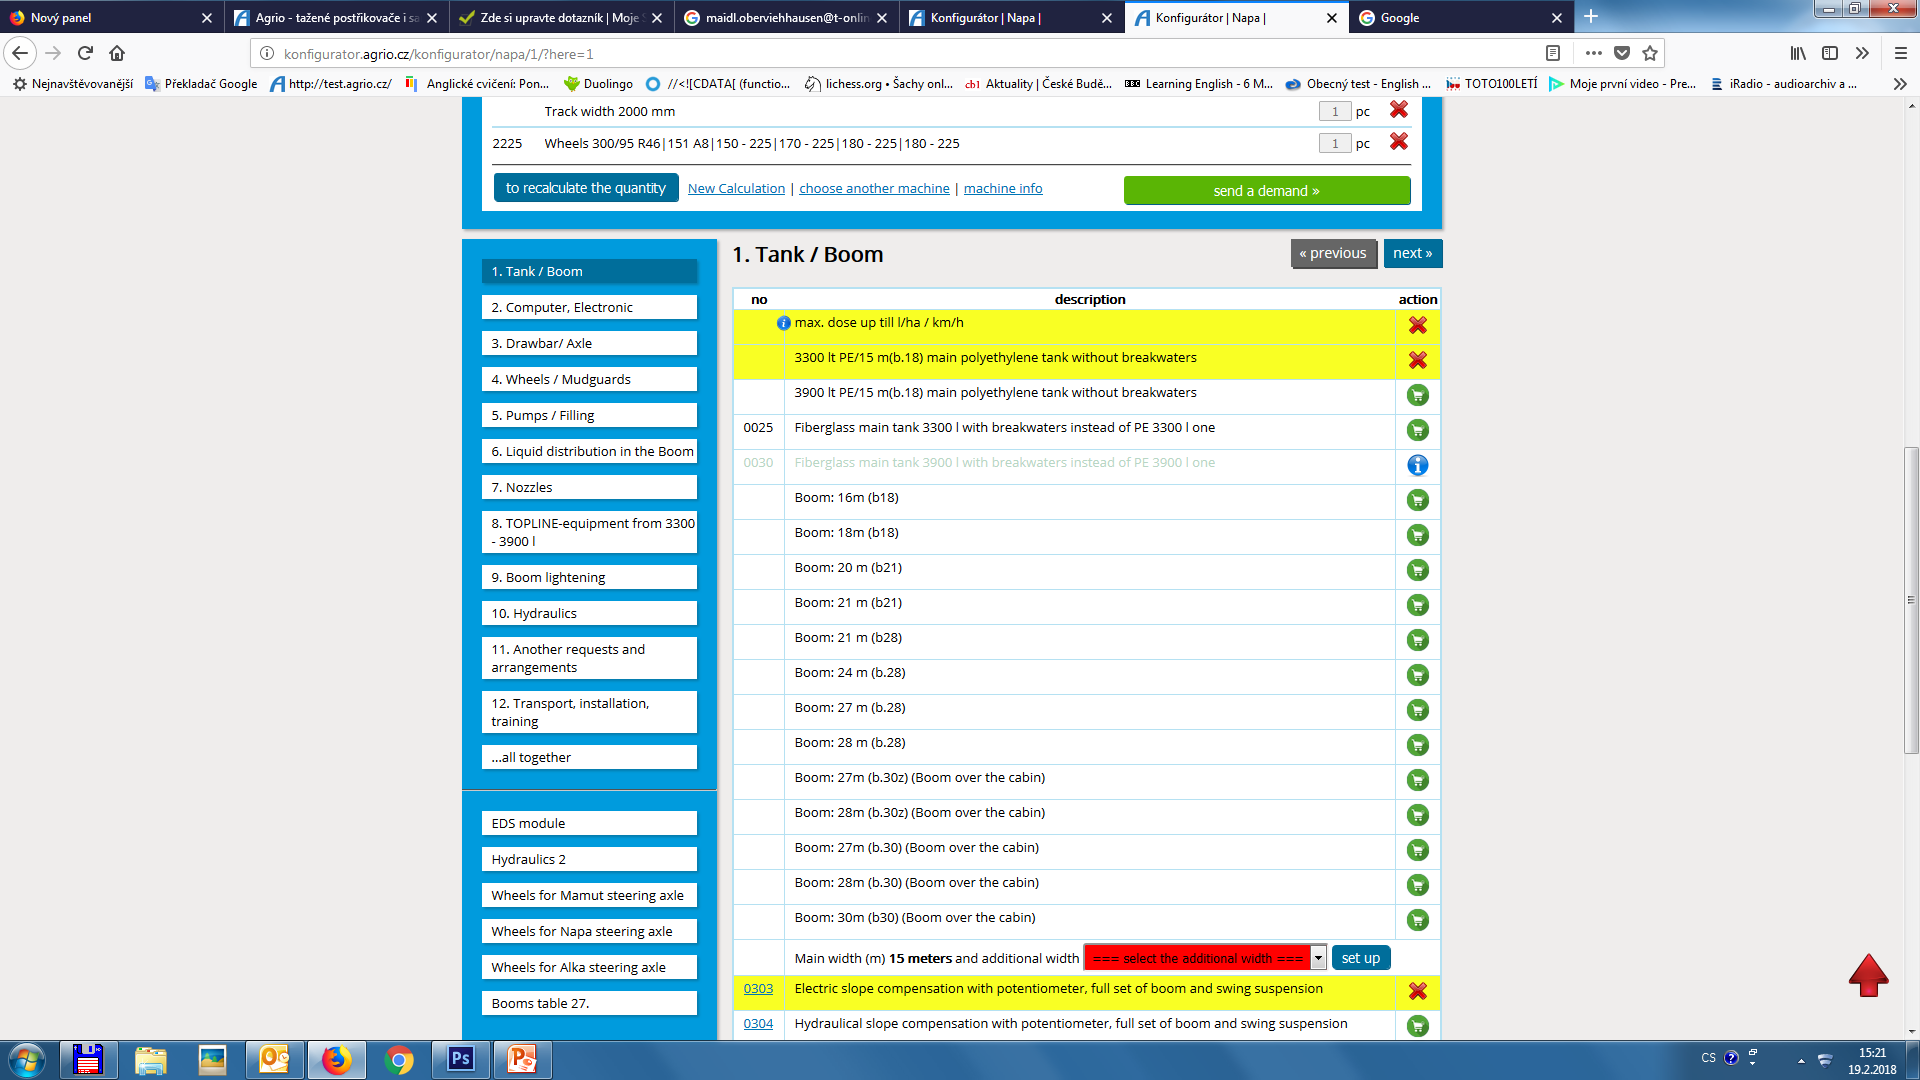 Nový panel
Agrio - tažené postřikovače i sa
Zde si upravte dotazník | Moje
maidl.oberviehhausen@t-onlin
Konfigurátor | Napa |
Konfigurátor | Napa |
Google
konfigurator.agrio.cz/konfigurator/napa/1/?here=1
Nejnavštěvovanější
Překladač Google
http://test.agrio.cz/
Anglické cvičení: Pon...
Duolingo
//<![CDATA[ (functio...
lichess.org • Šachy onl...
Aktuality | České Budě...
Learning English - 6 M...
Obecný test - English ...
TOTO100LETÍ
Moje první video - Pre...
iRadio - audioarchiv a ...
Track width 2000 mm 1 pc
2225 Wheels 300/95 R46|151 A8|150 - 225|170 - 225|180 - 225|180 - 225 1 pc
to recalculate the quantity New Calculation | choose another machine | machine info send a demand »
1. Tank / Boom
2. Computer, Electronic
3. Drawbar/ Axle
4. Wheels / Mudguards
5. Pumps / Filling
6. Liquid distribution in the Boom
7. Nozzles
8. TOPLINE-equipment from 3300
- 3900 l
9. Boom lightening
10. Hydraulics
11. Another requests and
arrangements
12. Transport, installation,
training
...all together
EDS module
Hydraulics 2
Wheels for Mamut steering axle
Wheels for Napa steering axle
Wheels for Alka steering axle
Booms table 27.
1. Tank / Boom
« previous next »
no description action
max. dose up till l/ha / km/h
3300 lt PE/15 m(b.18) main polyethylene tank without breakwaters
3900 lt PE/15 m(b.18) main polyethylene tank without breakwaters
0025 Fiberglass main tank 3300 l with breakwaters instead of PE 3300 l one
0030 Fiberglass main tank 3900 l with breakwaters instead of PE 3900 l one
Boom: 16m (b18)
Boom: 18m (b18)
Boom: 20 m (b21)
Boom: 21 m (b21)
Boom: 21 m (b28)
Boom: 24 m (b.28)
Boom: 27 m (b.28)
Boom: 28 m (b.28)
Boom: 27m (b.30z) (Boom over the cabin)
Boom: 28m (b.30z) (Boom over the cabin)
Boom: 27m (b.30) (Boom over the cabin)
Boom: 28m (b.30) (Boom over the cabin)
Boom: 30m (b30) (Boom over the cabin)
Main width (m) 15 meters and additional width === select the additional width === set up
0303 Electric slope compensation with potentiometer, full set of boom and swing suspension
0304 Hydraulical slope compensation with potentiometer, full set of boom and swing suspension
Ps
CS
15:21
19.2.2018